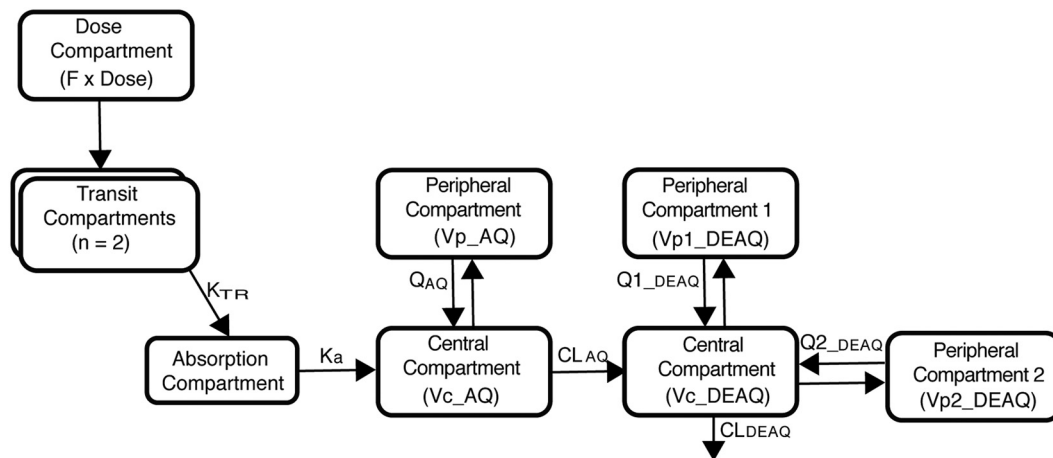 Dose
Compartment
(F x Dose)
Transit
Compartments
(n = 2)
KTR
Absorption
Compartment
Ka
Peripheral
Compartment
(Vp_AQ)
QAQ
Central
Compartment
(Vc_AQ)
CLAQ
Peripheral
Compartment 1
(Vp1_DEAQ)
Q1_DEAQ
Central
Compartment
(Vc_DEAQ)
CLDEAQ
Q2_DEAQ
Peripheral
Compartment 2
(Vp2_DEAQ)